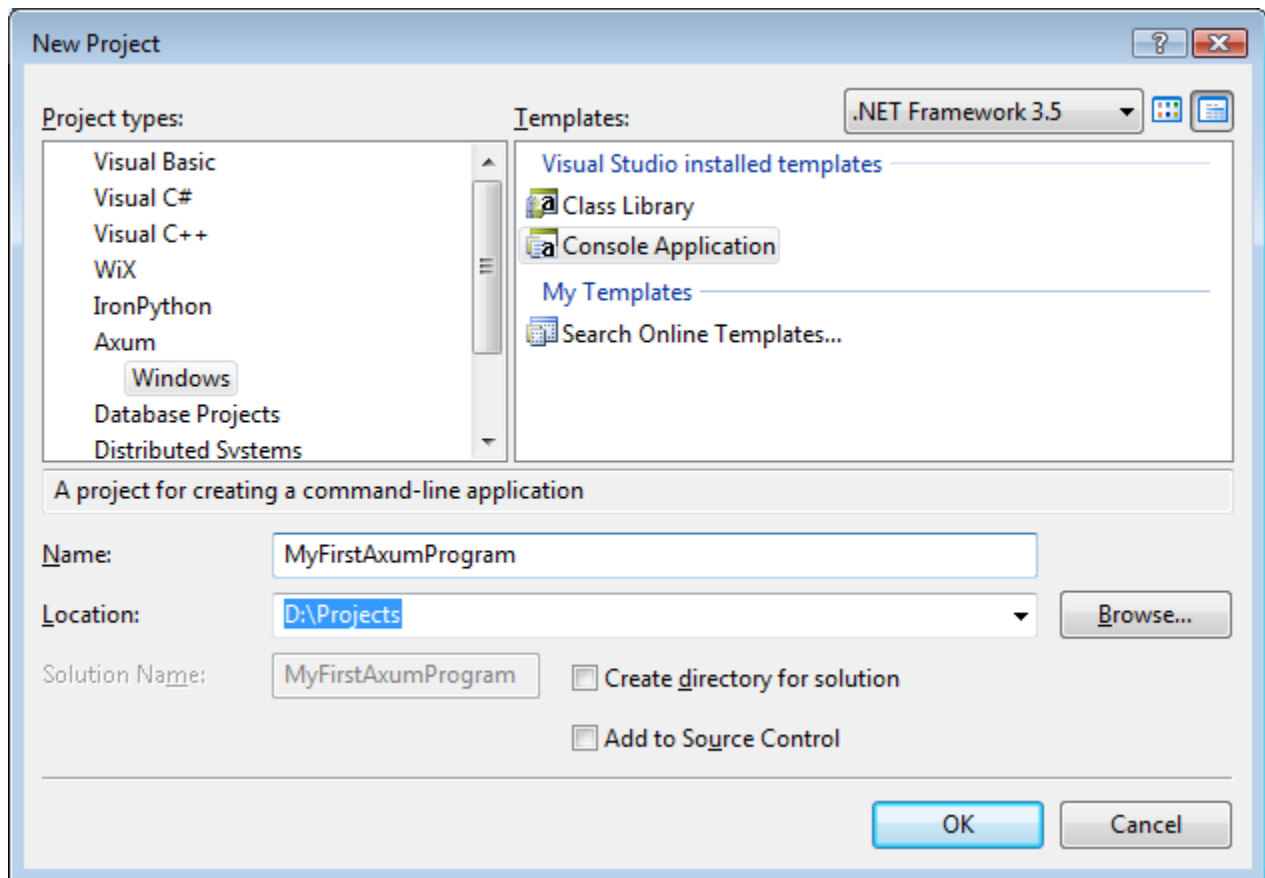 New Project
Project types:
Templates:
.NET Framework 3.5
Visual Basic
Visual C#
Visual C++
WiX
IronPython
Axum
Windows
Database Projects
Distributed Systems
Visual Studio installed templates
Class Library
Console Application
My Templates
Search Online Templates...
A project for creating a command-line application
Name:
MyFirstAxumProgram
Location:
D:\Projects
Browse...
Solution Name:
MyFirstAxumProgram
Create directory for solution
Add to Source Control
OK
Cancel